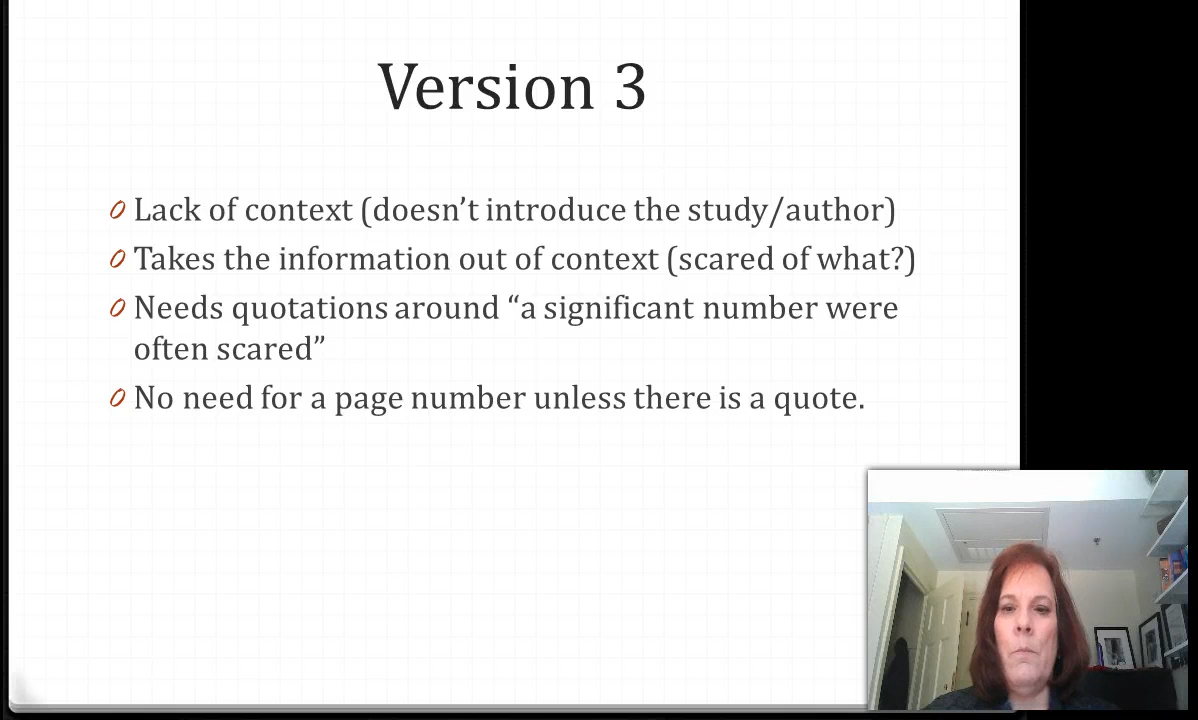 Version 3
Lack of context (doesn’t introduce the study/author)
Takes the information out of context (scared of what?)
Needs quotations around “a significant number were
often scared”
No need for a page number unless there is a quote.